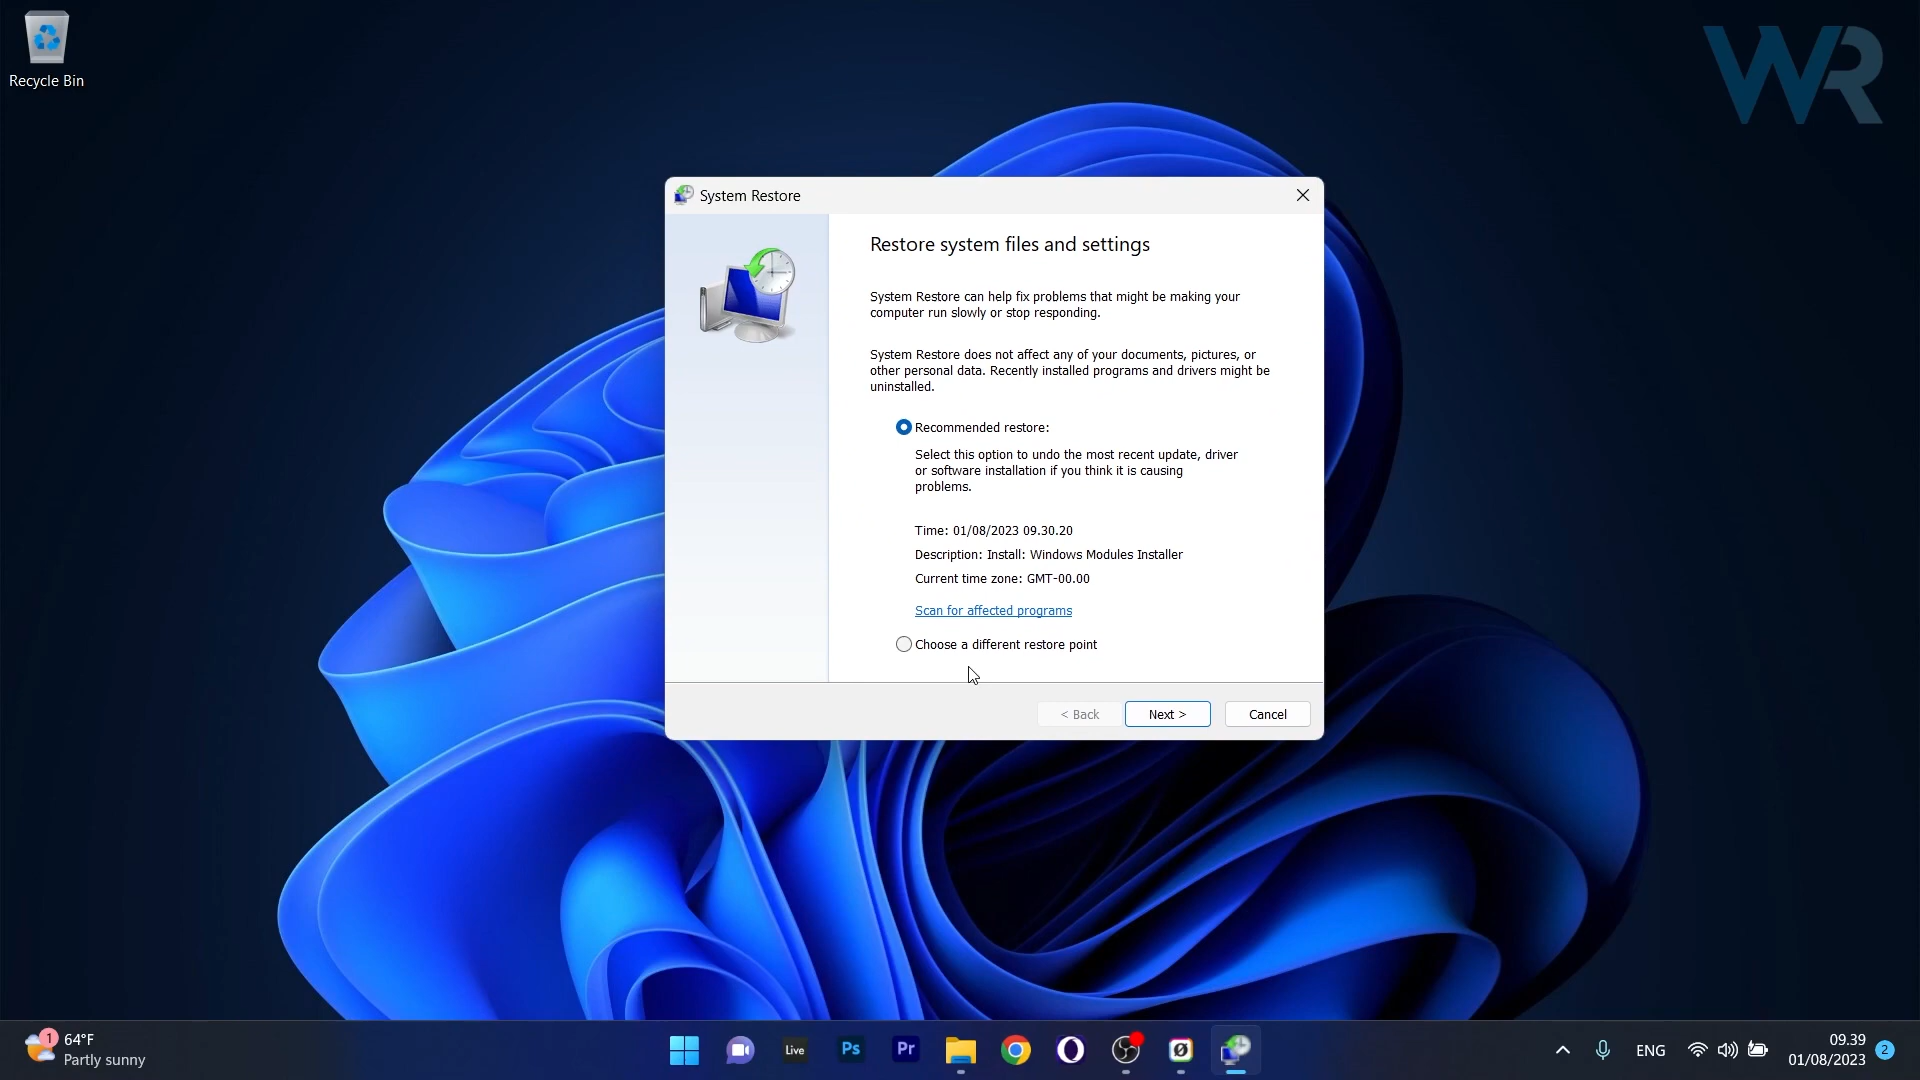 Recycle Bin
WR
System Restore
Restore system files and settings
System Restore can help fix problems that might be making your
computer run slowly or stop responding.
System Restore does not affect any of your documents, pictures, or
other personal data. Recently installed programs and drivers might be
uninstalled.
Recommended restore:
Select this option to undo the most recent update, driver
or software installation if you think it is causing
problems.
Time: 01/08/2023 09.30.20
Description: Install: Windows Modules Installer
Current time zone: GMT-00.00
Scan for affected programs
Choose a different restore point
< Back
Next >
Cancel
1
64°F
Partly sunny
Live
Ps
Pr
ENG
09.39
01/08/2023
2